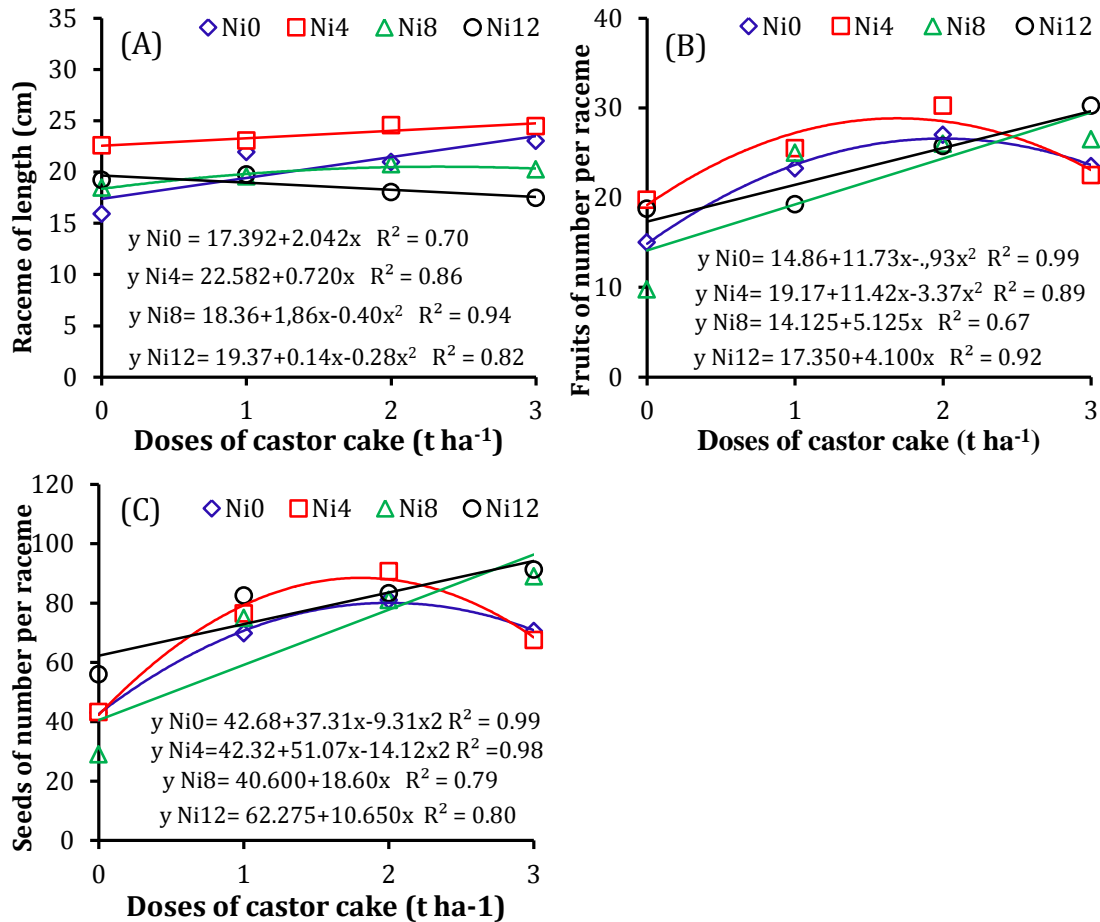 (A) Ni0 Ni4 Ni8 Ni12
Raceme of length (cm)
35
30
25
20
15
10
5
0
y Ni0 = 17.392+2.042x R² = 0.70
y Ni4 = 22.582+0.720x R² = 0.86
y Ni8 = 18.36+1,86x-0.40x² R² = 0.94
y Ni12= 19.37+0.14x-0.28x² R² = 0.82
0 1 2 3
Doses of castor cake (t ha⁻¹)
(B) Ni0 Ni4 Ni8 Ni12
Fruits of number per raceme
40
30
20
10
0
y Ni0= 14.86+11.73x-.,93x² R² = 0.99
y Ni4= 19.17+11.42x-3.37x² R² = 0.89
y Ni8= 14.125+5.125x R² = 0.67
y Ni12= 17.350+4.100x R² = 0.92
0 1 2 3
Doses of castor cake (t ha⁻¹)
(C) Ni0 Ni4 Ni8 Ni12
Seeds of number per raceme
120
100
80
60
40
20
0
y Ni0= 42.68+37.31x-9.31x2 R² = 0.99
y Ni4=42.32+51.07x-14.12x2 R² =0.98
y Ni8= 40.600+18.60x R² = 0.79
y Ni12= 62.275+10.650x R² = 0.80
0 1 2 3
Doses of castor cake (t ha-1)